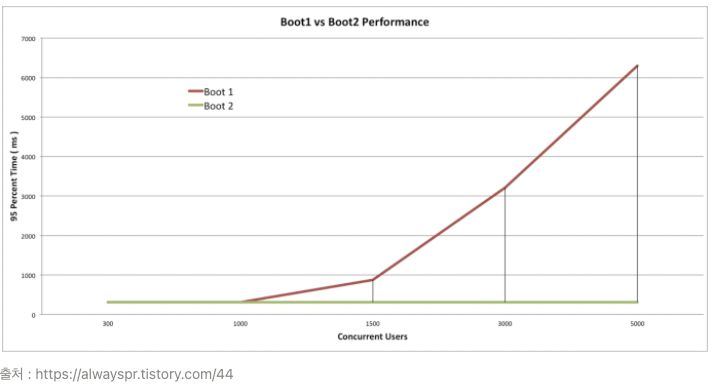 Boot1 vs Boot2 Performance
7000
6000
5000
4000
3000
2000
1000
0
95 Percent Time ( ms )
Boot 1
Boot 2
300 1000 1500 3000 5000
Concurrent Users
출처 : https://alwayspr.tistory.com/44